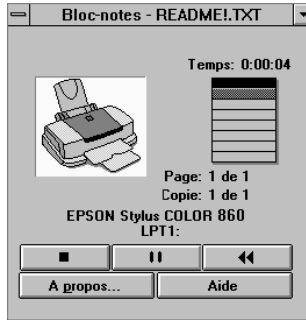 Bloc-notes - README!.TXT
Temps: 0:00:04
Page: 1 de 1
Copie: 1 de 1
EPSON Stylus COLOR 860
LPT1:
A propos...
Aide